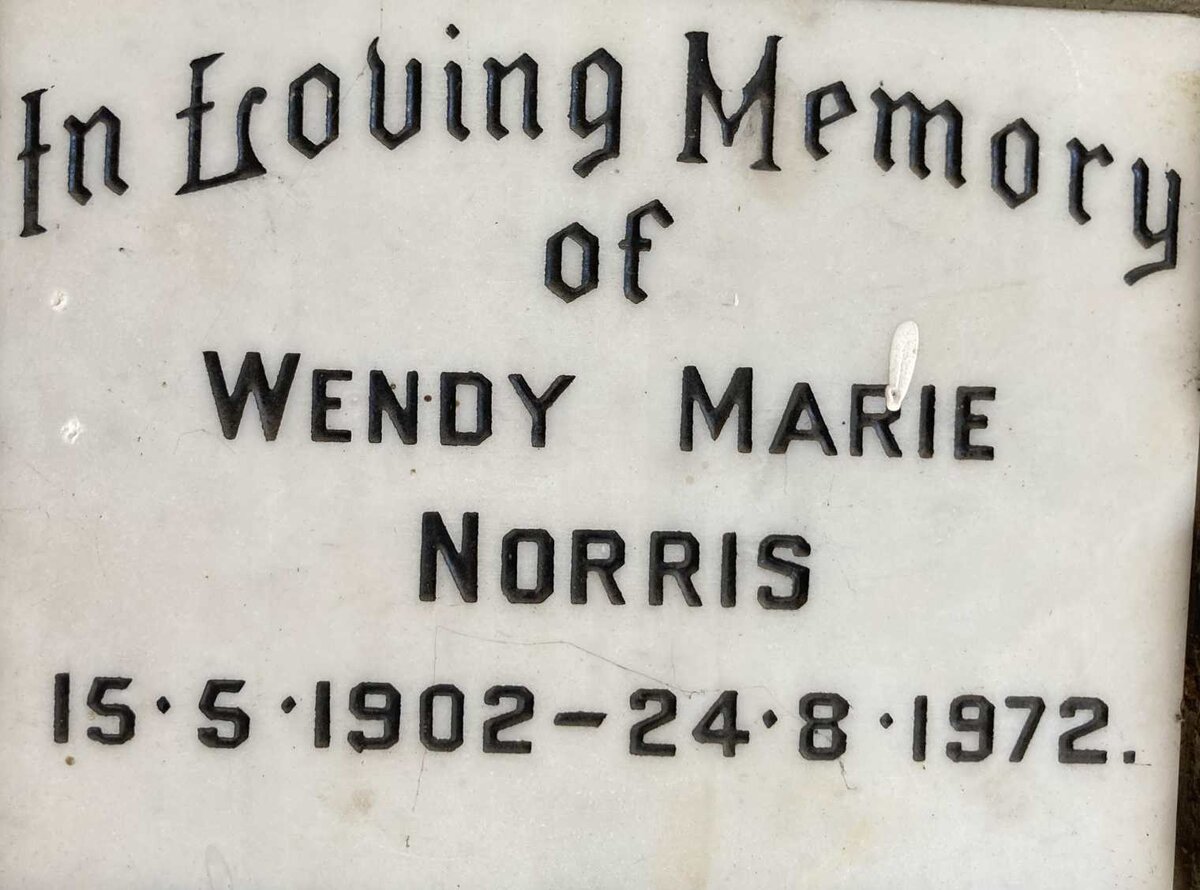 In Loving Memory
of
WENDY MARIE
NORRIS
15·5·1902-24·8·1972.